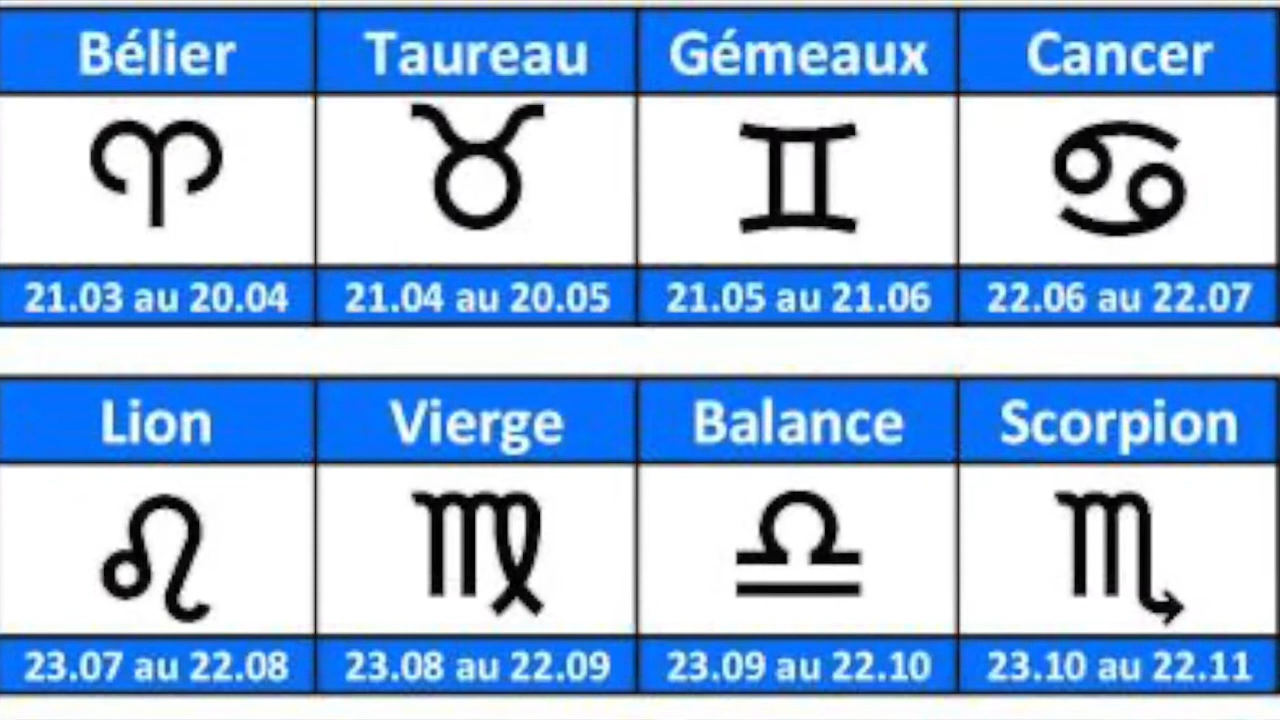 Bélier Taureau Gémeaux Cancer
♈ ♉ ♊ ♋
21.03 au 20.04 21.04 au 20.05 21.05 au 21.06 22.06 au 22.07
Lion Vierge Balance Scorpion
♌ ♍ ♎ ♏
23.07 au 22.08 23.08 au 22.09 23.09 au 22.10 23.10 au 22.11